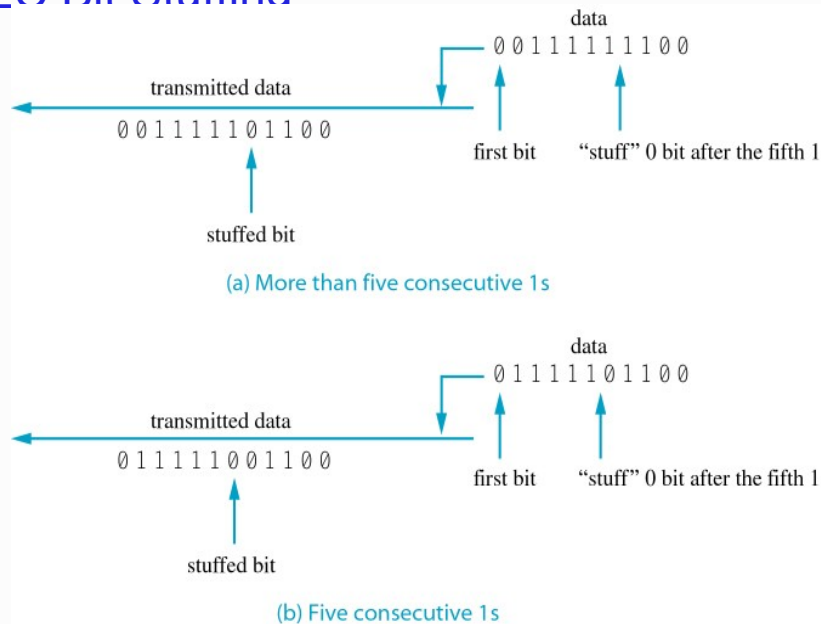 data
0 0 1 1 1 1 1 1 1 0 0
transmitted data
0 0 1 1 1 1 1 0 1 1 0 0
first bit
“stuff” 0 bit after the fifth 1
stuffed bit
(a) More than five consecutive 1s
data
0 1 1 1 1 1 0 1 1 0 0
transmitted data
0 1 1 1 1 1 0 0 1 1 0 0
first bit
“stuff” 0 bit after the fifth 1
stuffed bit
(b) Five consecutive 1s